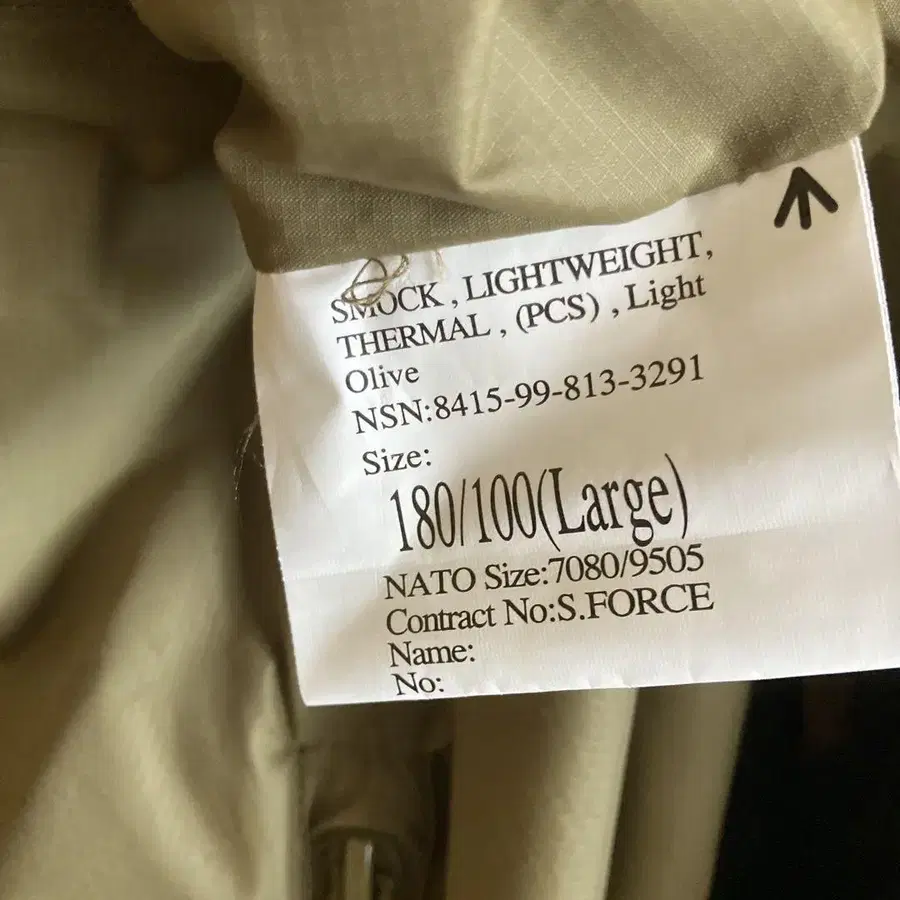 SMOCK , LIGHTWEIGHT,
THERMAL , (PCS) , Light
Olive
NSN:8415-99-813-3291
Size:
180/100(Large)
NATO Size:7080/9505
Contract No:S.FORCE
Name:
No: